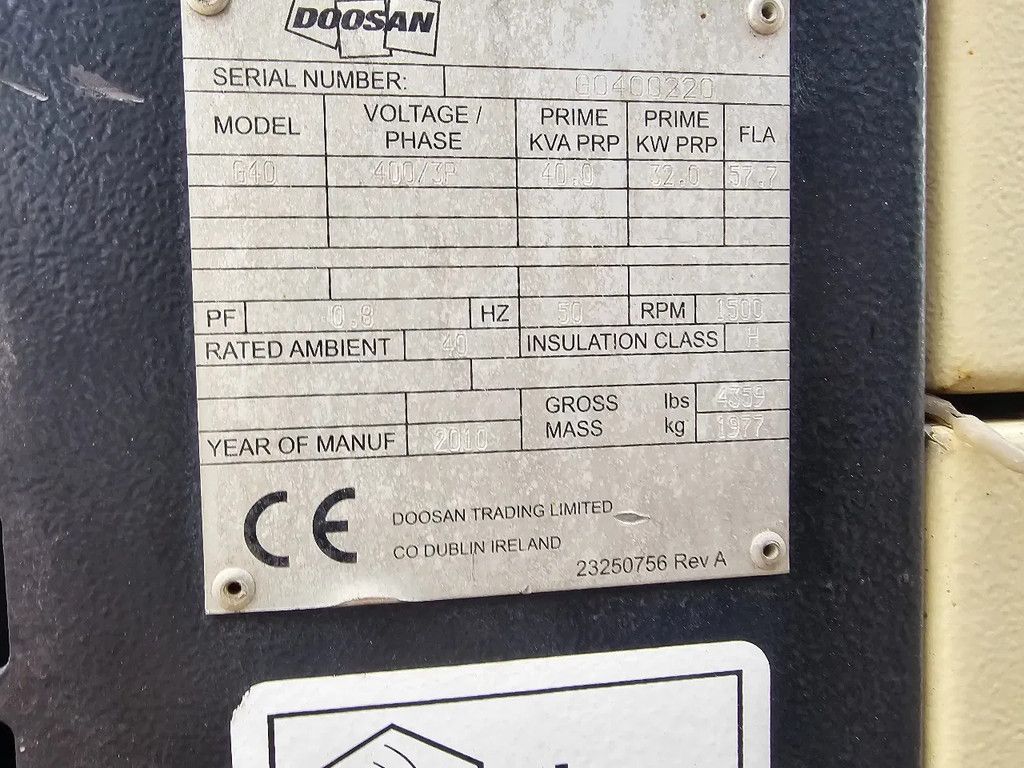 DOOSAN
SERIAL NUMBER: G0400220
MODEL VOLTAGE / PHASE PRIME KVA PRP PRIME KW PRP FLA
G40 400/3P 40.0 32.0 57.7
PF 0.8 HZ 50 RPM 1500
RATED AMBIENT 40 INSULATION CLASS H
GROSS MASS lbs 4359
YEAR OF MANUF 2010 kg 1977
CE
DOOSAN TRADING LIMITED
CO DUBLIN IRELAND
23250756 Rev A